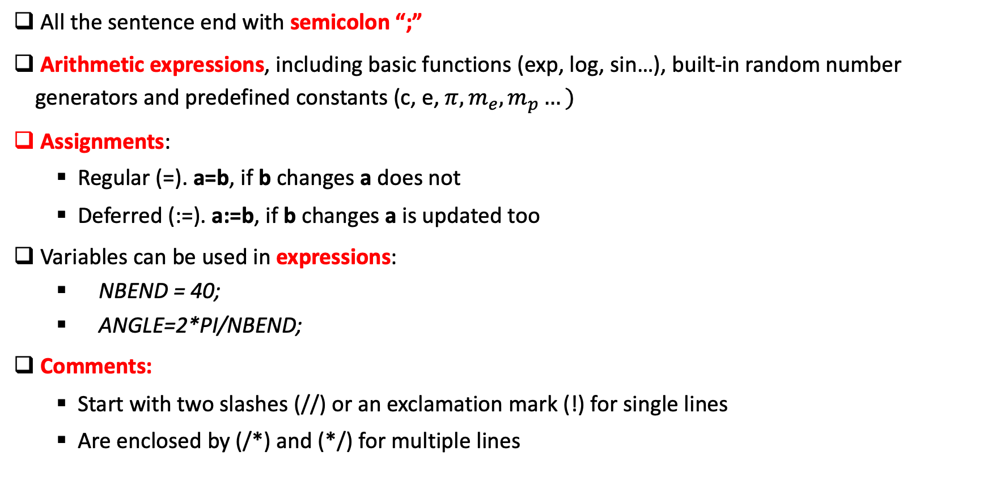 ❑ All the sentence end with semicolon “;”
❑ Arithmetic expressions, including basic functions (exp, log, sin...), built-in random number
generators and predefined constants (c, e, π, mₑ, mₚ ... )
❑ Assignments:
▪ Regular (=). a=b, if b changes a does not
▪ Deferred (:=). a:=b, if b changes a is updated too
❑ Variables can be used in expressions:
▪ NBEND = 40;
▪ ANGLE=2*PI/NBEND;
❑ Comments:
▪ Start with two slashes (//) or an exclamation mark (!) for single lines
▪ Are enclosed by (/*) and (*/) for multiple lines